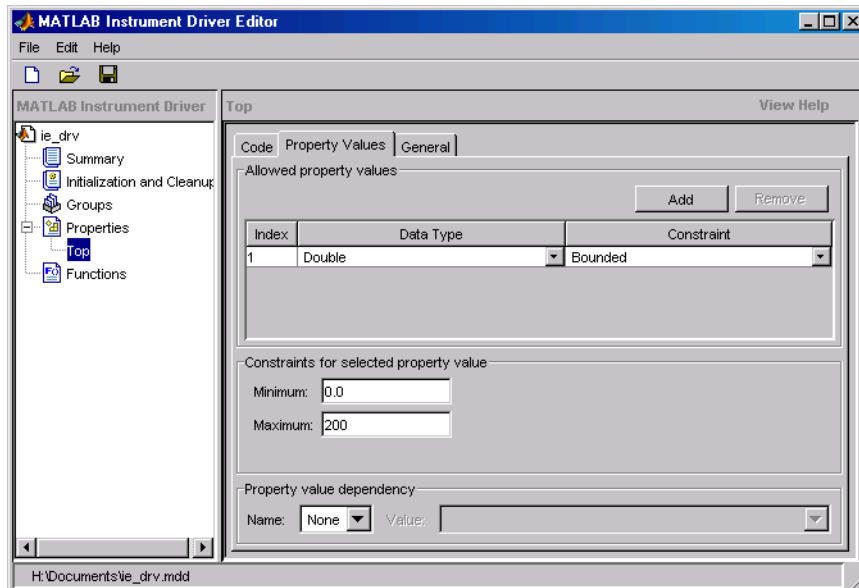 MATLAB Instrument Driver Editor
File Edit Help
MATLAB Instrument Driver
Top View Help
ie_drv
Summary
Initialization and Cleanup
Groups
Properties
Top
Functions
Code Property Values General
Allowed property values
Add Remove
Index Data Type Constraint
1 Double Bounded
Constraints for selected property value
Minimum: 0.0
Maximum: 200
Property value dependency
Name: None Value:
H:\Documents\ie_drv.mdd